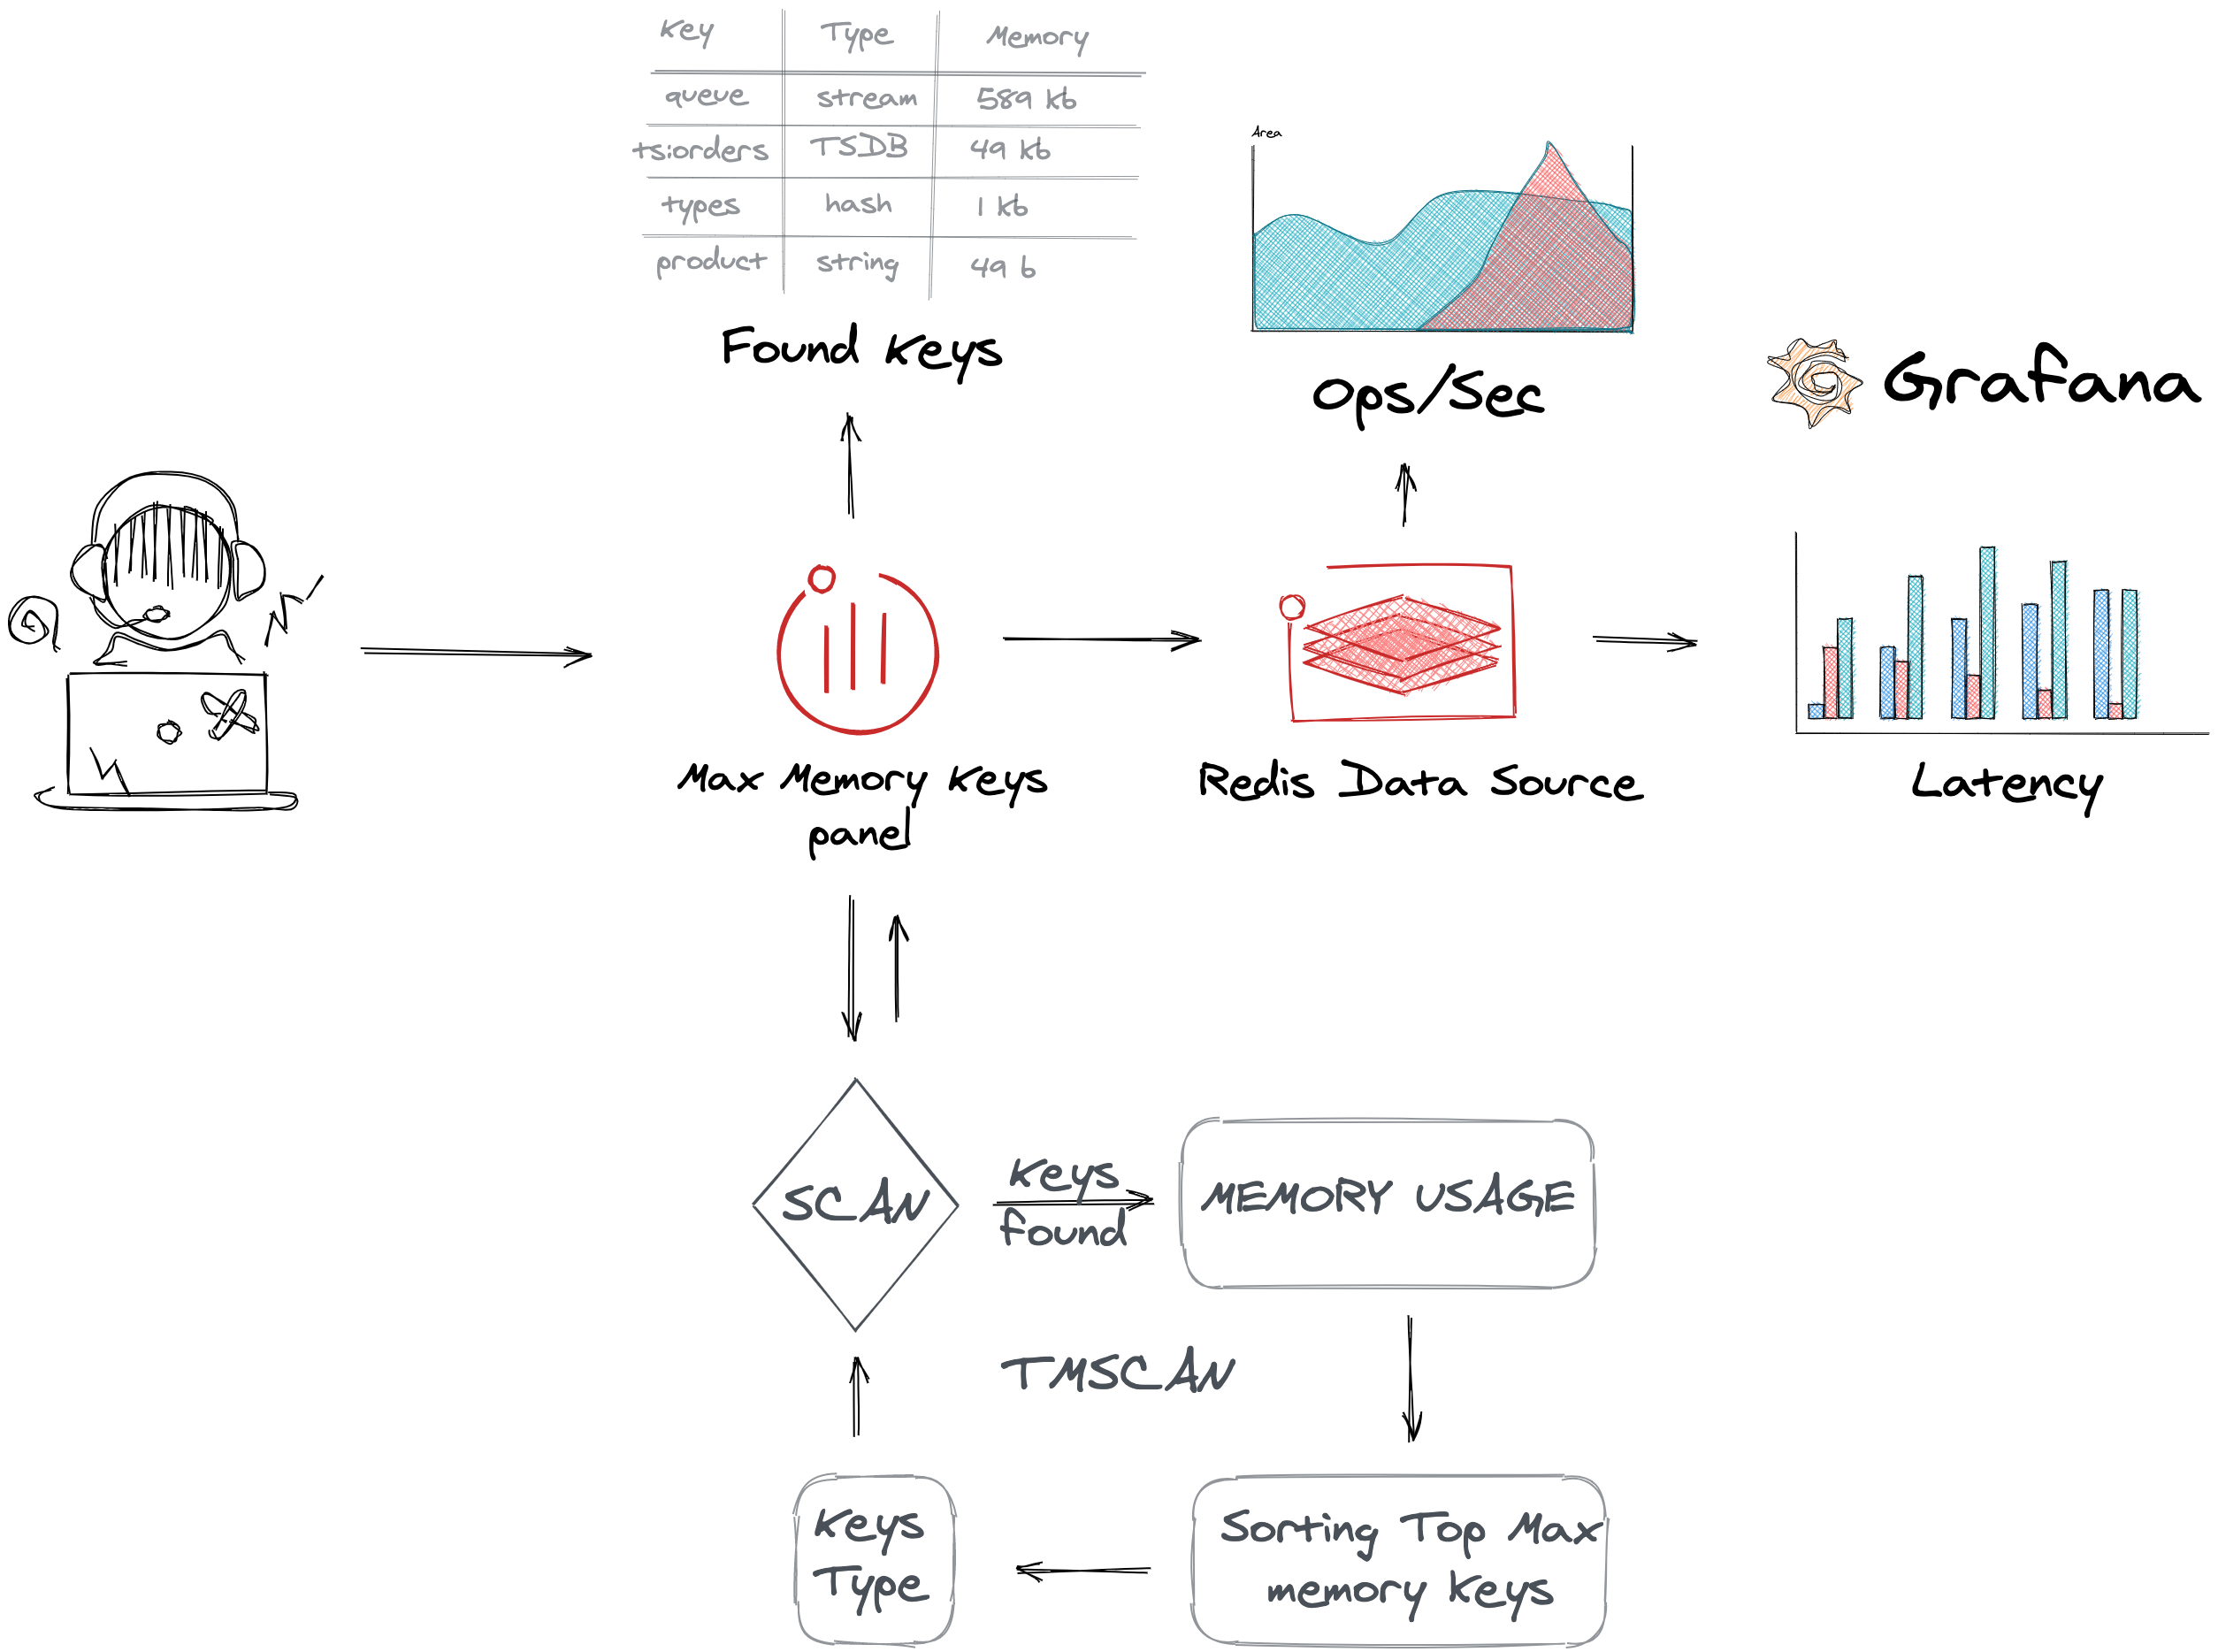 Key Type Memory
queue stream 589 kb
ts:orders TSDB 49 kb
types hash 1 kb
product string 49 b
Found Keys
Area
Ops/Sec
Grafana
Max Memory Keys
panel
Redis Data Source
Latency
SCAN
Keys
found
MEMORY USAGE
TMSCAN
Keys
Type
Sorting Top Max
memory Keys